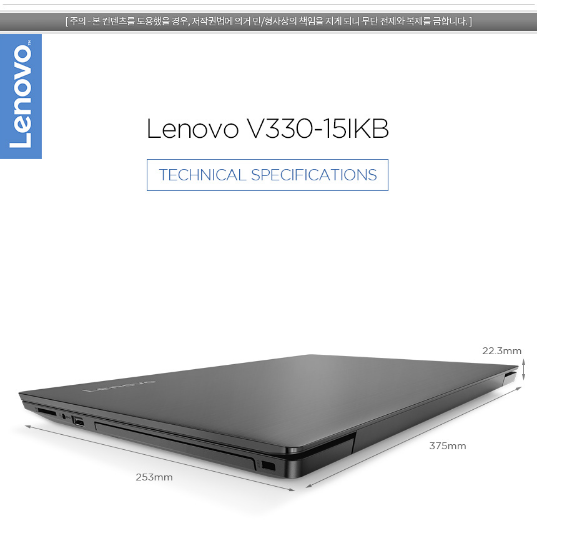 [ 주의 - 본 컨텐츠를 도용했을 경우, 저작권법에 의거 민/형사상의 책임을 지게 되니 무단 전재와 복제를 금합니다. ]
Lenovo
Lenovo V330-15IKB
TECHNICAL SPECIFICATIONS
22.3mm
Lenovo
375mm
253mm